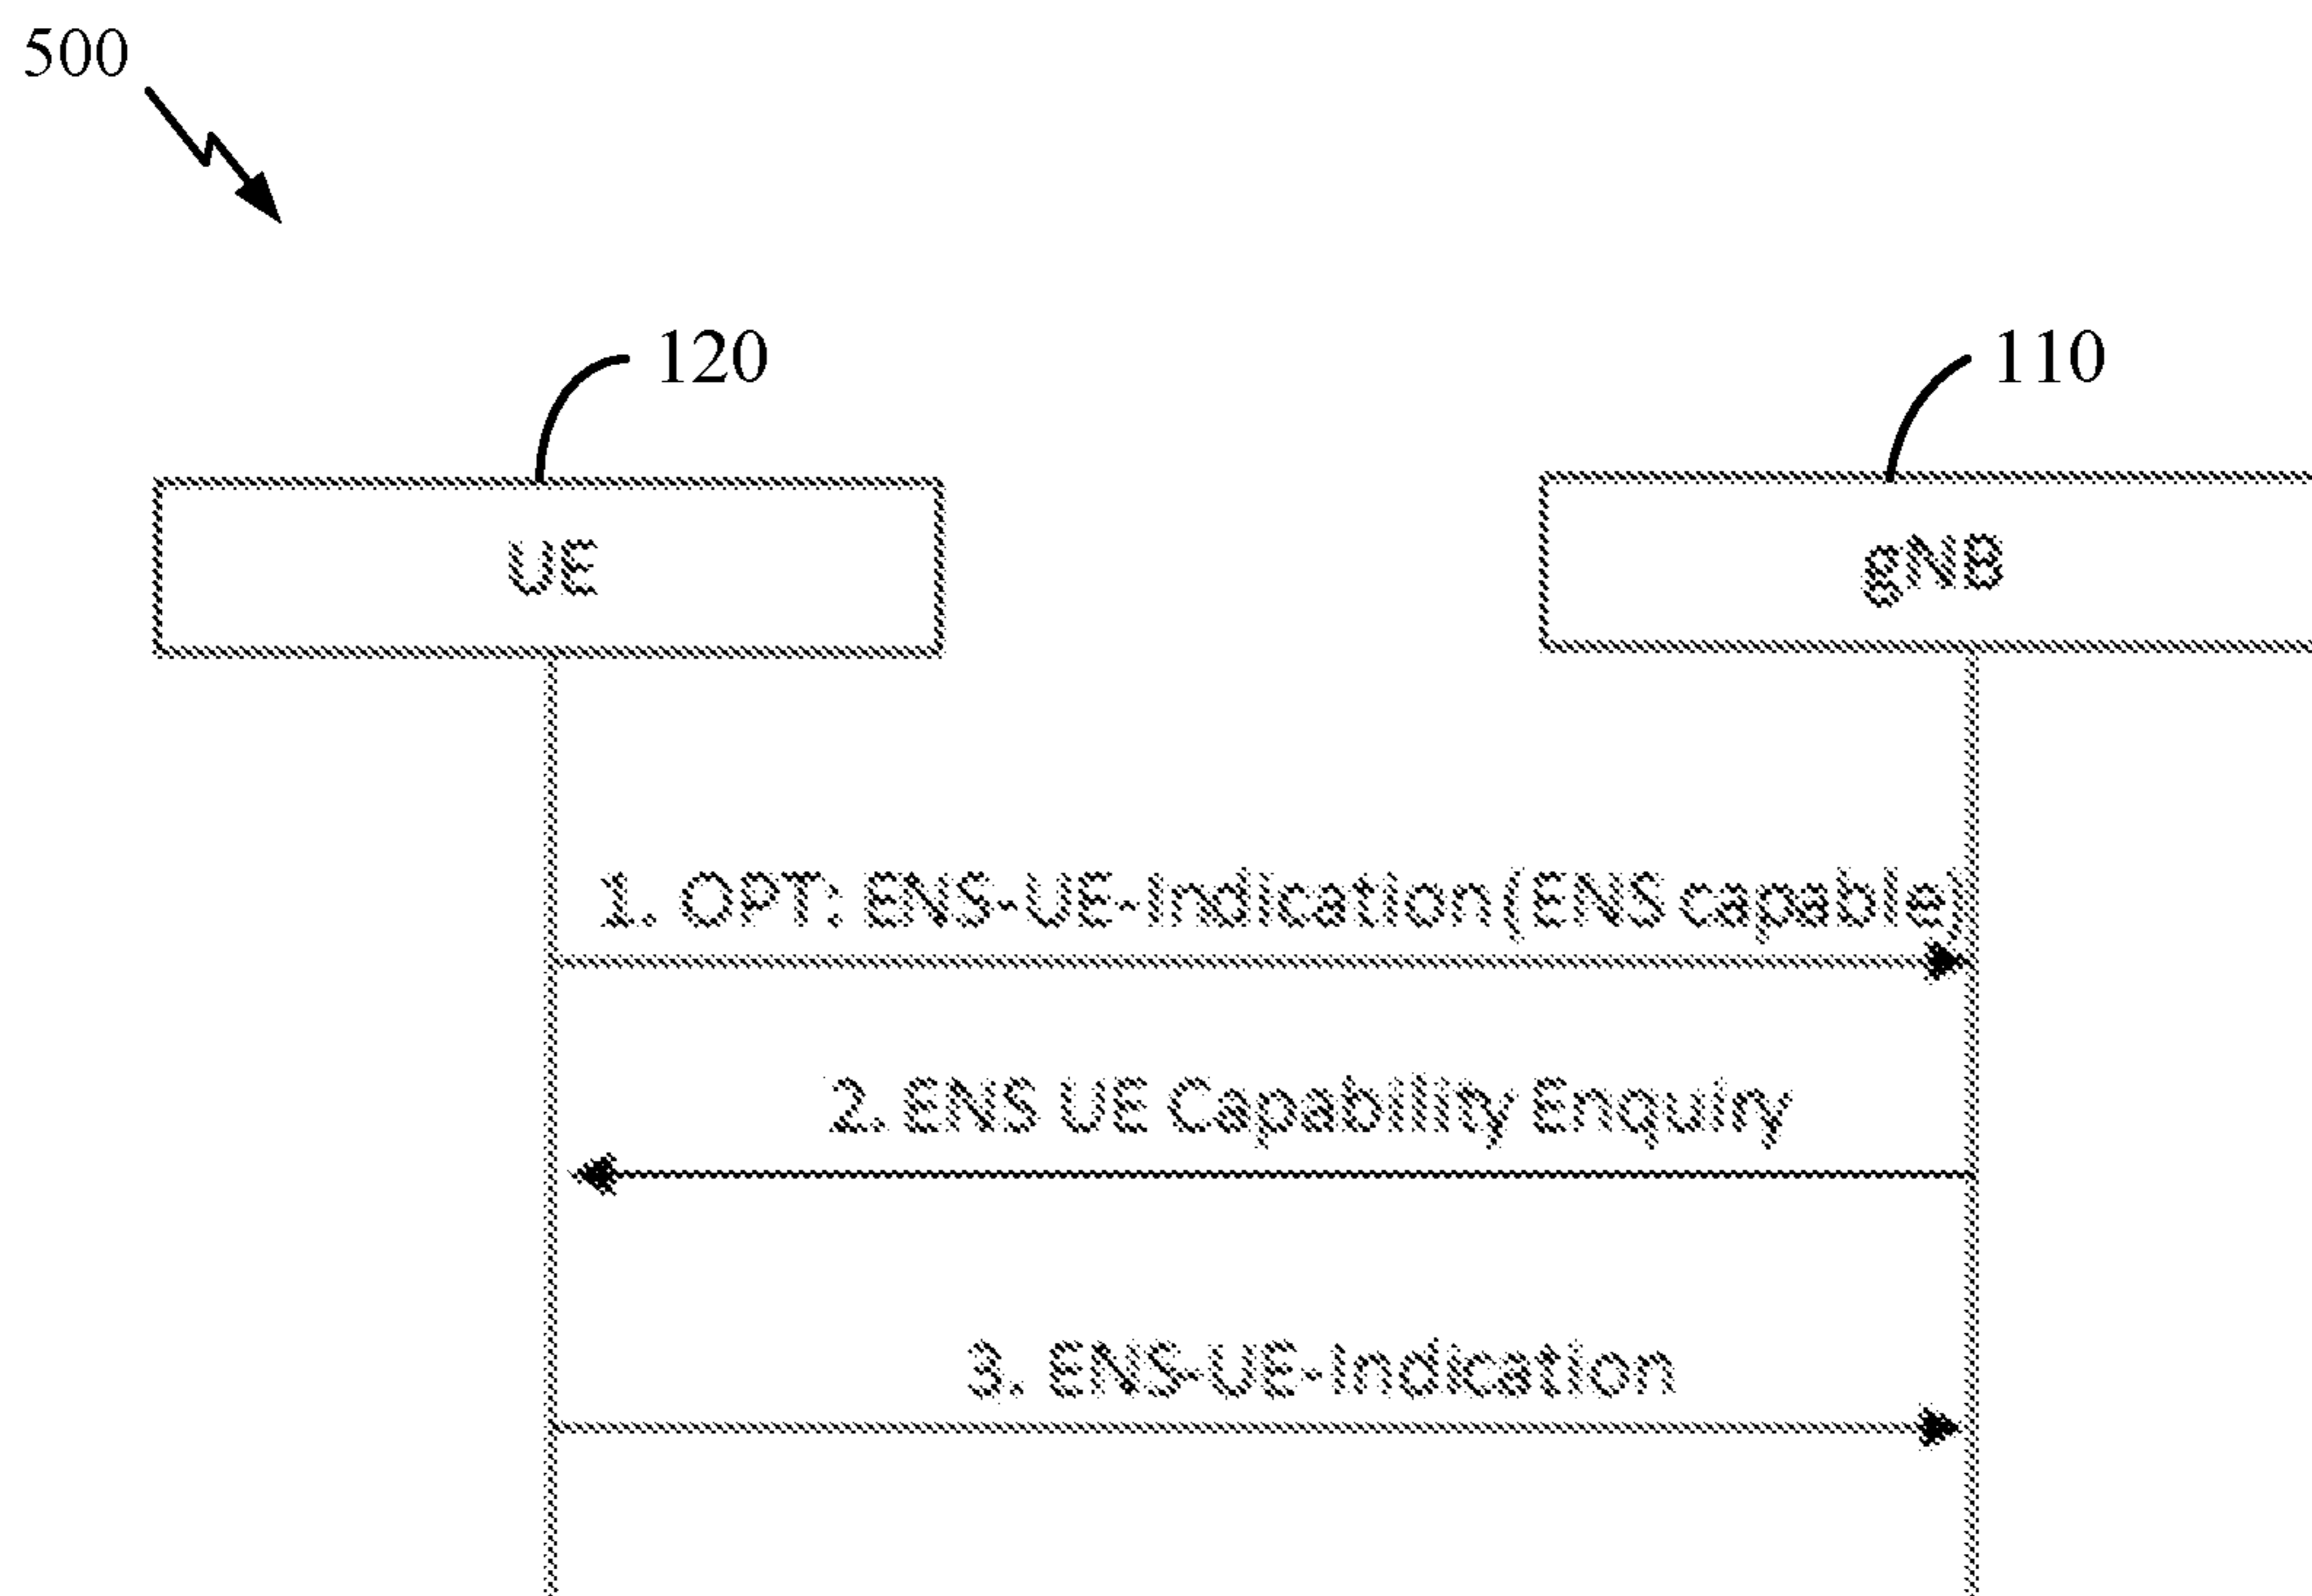 500
120
110
UE
gNB
1. OPT: ENS-UE-Indication(ENS capable)
2. ENS UE Capability Enquiry
3. ENS-UE-Indication